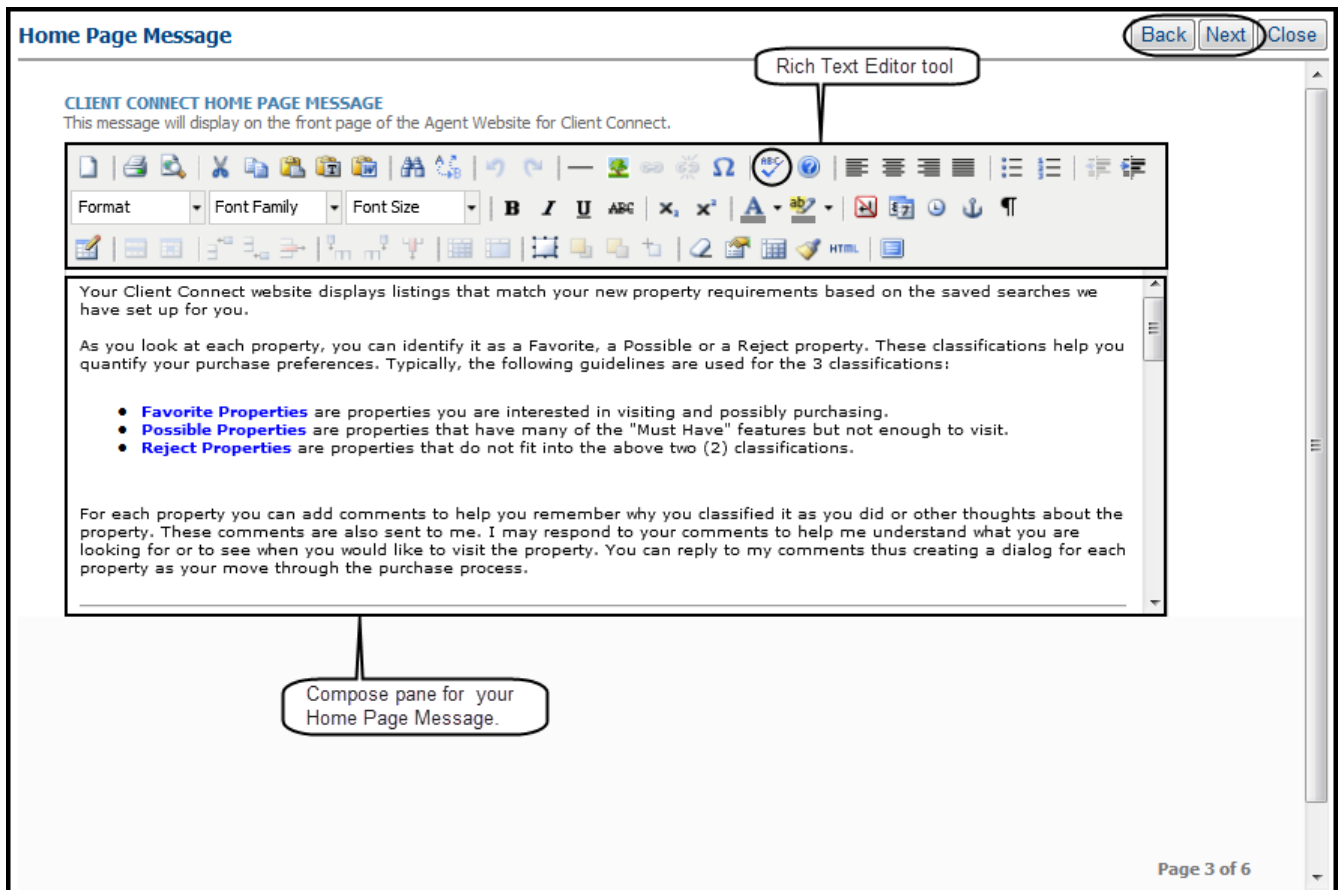 Home Page Message
Back Next Close
Rich Text Editor tool
CLIENT CONNECT HOME PAGE MESSAGE
This message will display on the front page of the Agent Website for Client Connect.
ABC
Format Font Family Font Size B I U ABC x₂ x² A ab ¶
HTML
Your Client Connect website displays listings that match your new property requirements based on the saved searches we
have set up for you.
As you look at each property, you can identify it as a Favorite, a Possible or a Reject property. These classifications help you
quantify your purchase preferences. Typically, the following guidelines are used for the 3 classifications:
• Favorite Properties are properties you are interested in visiting and possibly purchasing.
• Possible Properties are properties that have many of the "Must Have" features but not enough to visit.
• Reject Properties are properties that do not fit into the above two (2) classifications.
For each property you can add comments to help you remember why you classified it as you did or other thoughts about the
property. These comments are also sent to me. I may respond to your comments to help me understand what you are
looking for or to see when you would like to visit the property. You can reply to my comments thus creating a dialog for each
property as your move through the purchase process.
Compose pane for your
Home Page Message.
Page 3 of 6